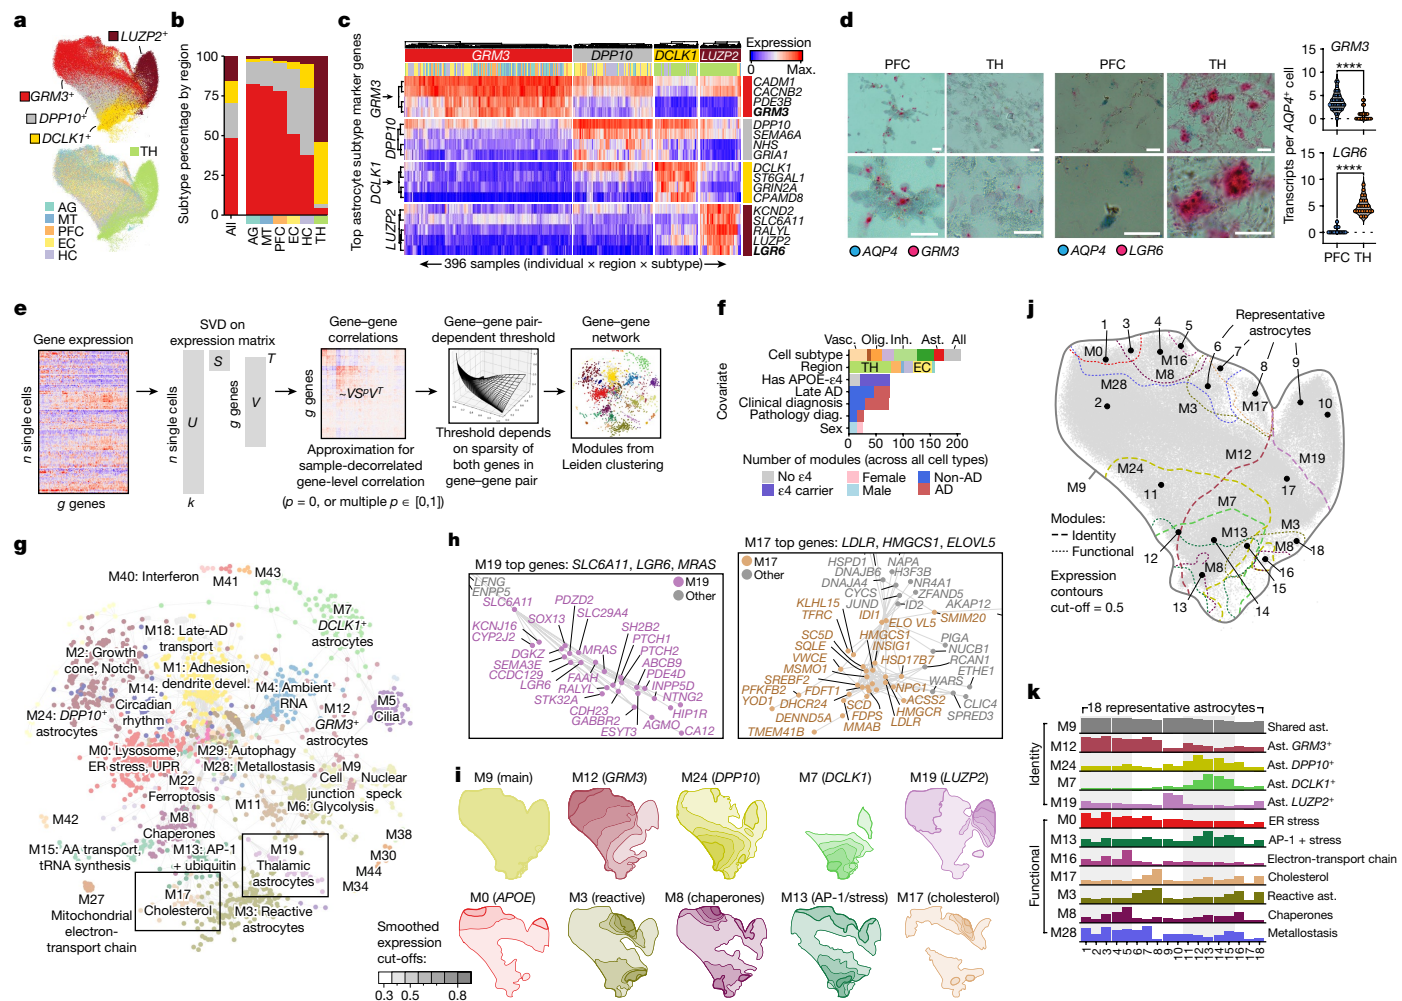 a
LUZP2+
GRM3+
DPP10+
DCLK1+
TH
AG
MT
PFC
EC
HC
b
Subtype percentage by region
100
75
50
25
0
All
AG
MT
PFC
EC
HC
TH
c
Top astrocyte subtype marker genes
GRM3
DPP10
DCLK1
LUZP2
Expression
0 Max.
GRM3
DPP10
DCLK1
LUZP2
CADM1
CACNB2
PDE3B
GRM3
DPP10
SEMA6A
NHS
GRIA1
DCLK1
ST6GAL1
GRIN2A
CPAMD8
KCND2
SLC6A11
RALYL
LUZP2
LGR6
396 samples (individual × region × subtype)
d
PFC TH PFC TH
AQP4 GRM3
AQP4 LGR6
GRM3
15
10
5
0
****
LGR6
15
10
5
0
****
Transcripts per AQP4+ cell
PFC TH
e
Gene expression
n single cells
g genes
SVD on
expression matrix
n single cells
U
k
S
g genes
V
T
Gene–gene
correlations
g genes
~VSpVT
Approximation for
sample-decorrelated
gene-level correlation
(p = 0, or multiple p ∈ [0,1])
Gene–gene pair-
dependent threshold
Threshold depends
on sparsity of
both genes in
gene–gene pair
Gene–gene
network
Modules from
Leiden clustering
f
Vasc. Olig. Inh. Ast. All
Covariate
Cell subtype
Region
TH EC
Has APOE-ε4
Late AD
Clinical diagnosis
Pathology diag.
Sex
0 50 100 150 200
Number of modules (across all cell types)
No ε4 Female Non-AD
ε4 carrier Male AD
g
M40: Interferon
M41
M43
M7
DCLK1+
astrocytes
M18: Late-AD
transport
M2: Growth
cone, Notch
M1: Adhesion,
dendrite devel.
M14:
Circadian
rhythm
M4: Ambient
RNA
M5
Cilia
M24: DPP10+
astrocytes
M12
GRM3+
astrocytes
M0: Lysosome,
ER stress, UPR
M29: Autophagy
M28: Metallostasis
M9
Cell
junction
Nuclear
speck
M22
Ferroptosis
M11
M6: Glycolysis
M42
M8
Chaperones
M38
M15: AA transport,
tRNA synthesis
M13: AP-1
+ ubiquitin
M19
Thalamic
astrocytes
M30
M44
M34
M27
Mitochondrial
electron-
transport chain
M17
Cholesterol
M3: Reactive
astrocytes
h
M19 top genes: SLC6A11, LGR6, MRAS
M19
Other
LFNG
ENPP5
SLC6A11
PDZD2
SLC29A4
SOX13
KCNJ16
CYP2J2
SH2B2
PTCH1
PTCH2
DGKZ
MRAS
ABCB9
SEMA3E
PDE4D
CCDC129
FAAH
INPP5D
LGR6
RALYL
NTNG2
STK32A
CDH23
HIP1R
GABBR2
AGMO
ESYT3
CA12
M17 top genes: LDLR, HMGCS1, ELOVL5
M17
Other
HSPD1
NAPA
DNAJB6
H3F3B
DNAJA4
NR4A1
CYCS
ZFAND5
KLHL15
JUND
ID2
AKAP12
TFRC
IDI1
SMIM20
ELO VL5
SC5D
HMGCS1
PIGA
SQLE
INSIG1
NUCB1
VWCE
HSD17B7
RCAN1
MSMO1
ETHE1
SREBF2
WARS
PFKFB2
NPC1
YOD1
FDFT1
ACSS2
CLIC4
DHCR24
SCD
HMGCR
SPRED3
DENND5A
FDPS
LDLR
TMEM41B
MMAB
i
M9 (main) M12 (GRM3) M24 (DPP10) M7 (DCLK1) M19 (LUZP2)
M0 (APOE) M3 (reactive) M8 (chaperones) M13 (AP-1/stress) M17 (cholesterol)
Smoothed
expression
cut-offs:
0.3 0.5 0.8
j
Representative
astrocytes
1
3
4
5
6
7
8
9
10
2
M0
M16
M8
M28
M3
M17
M12
M19
M24
M9
11
17
M7
M13
M3
M8
M8
12
13
14
15
16
18
Modules:
Identity
Functional
Expression
contours
cut-off = 0.5
k
18 representative astrocytes
Identity
M9 Shared ast.
M12 Ast. GRM3+
M24 Ast. DPP10+
M7 Ast. DCLK1+
M19 Ast. LUZP2+
Functional
M0 ER stress
M13 AP-1 + stress
M16 Electron-transport chain
M17 Cholesterol
M3 Reactive ast.
M8 Chaperones
M28 Metallostasis
1 2 3 4 5 6 7 8 9 10 11 12 13 14 15 16 17 18